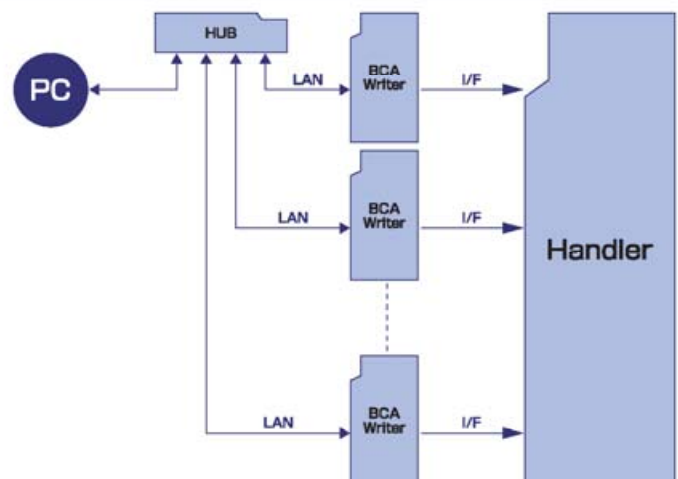 HUB
PC
LAN
BCA
Writer
I/F
LAN
BCA
Writer
I/F
Handler
LAN
BCA
Writer
I/F